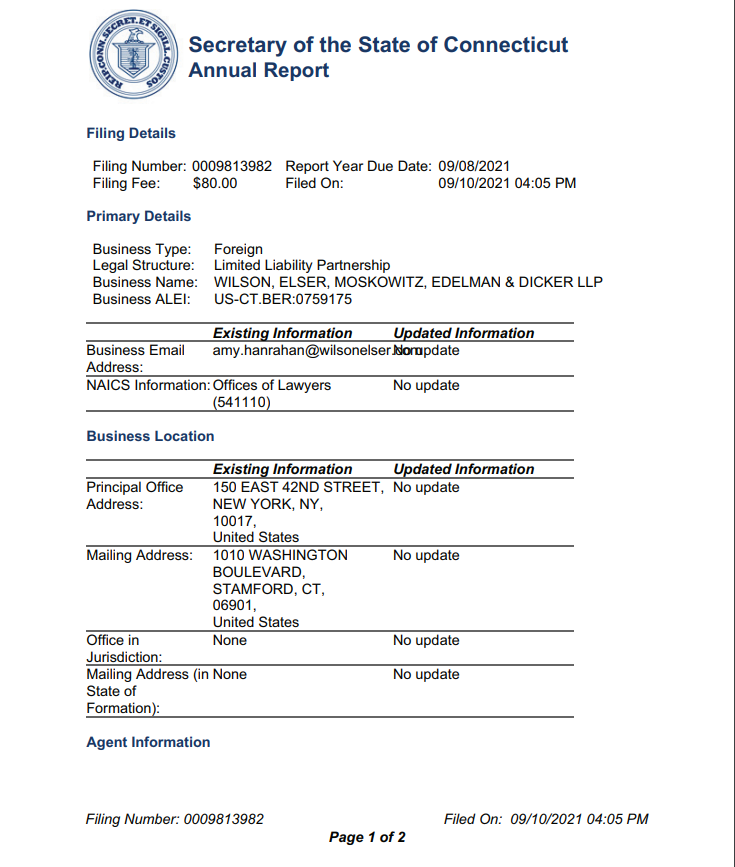 REIP.CONN.SECRET.ET SIGILL.CUSTOS
Secretary of the State of Connecticut
Annual Report
Filing Details
Filing Number: 0009813982 Report Year Due Date: 09/08/2021
Filing Fee: $80.00 Filed On: 09/10/2021 04:05 PM
Primary Details
Business Type: Foreign
Legal Structure: Limited Liability Partnership
Business Name: WILSON, ELSER, MOSKOWITZ, EDELMAN & DICKER LLP
Business ALEI: US-CT.BER:0759175
Existing Information Updated Information
Business Email amy.hanrahan@wilsonelser.com No update
Address:
NAICS Information: Offices of Lawyers No update
(541110)
Business Location
Existing Information Updated Information
Principal Office 150 EAST 42ND STREET, No update
Address: NEW YORK, NY,
10017,
United States
Mailing Address: 1010 WASHINGTON No update
BOULEVARD,
STAMFORD, CT,
06901,
United States
Office in None No update
Jurisdiction:
Mailing Address (in None No update
State of
Formation):
Agent Information
Filing Number: 0009813982 Filed On: 09/10/2021 04:05 PM
Page 1 of 2